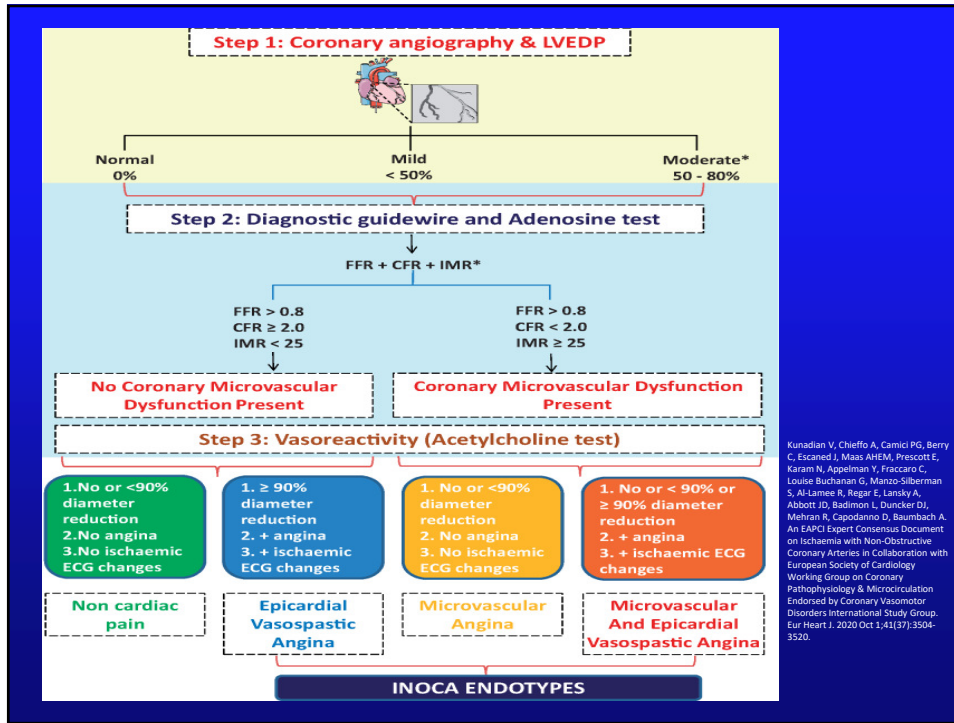 Step 1: Coronary angiography & LVEDP
Normal
0%
Mild
< 50%
Moderate*
50 - 80%
Step 2: Diagnostic guidewire and Adenosine test
FFR + CFR + IMR*
FFR > 0.8
CFR ≥ 2.0
IMR < 25
FFR > 0.8
CFR < 2.0
IMR ≥ 25
No Coronary Microvascular
Dysfunction Present
Coronary Microvascular Dysfunction
Present
Step 3: Vasoreactivity (Acetylcholine test)
1.No or <90%
diameter
reduction
2.No angina
3.No ischaemic
ECG changes
1. ≥ 90%
diameter
reduction
2. + angina
3. + ischaemic
ECG changes
1. No or <90%
diameter
reduction
2. No angina
3. No ischaemic
ECG changes
1. No or < 90% or
≥ 90% diameter
reduction
2. + angina
3. + ischaemic ECG
changes
Non cardiac
pain
Epicardial
Vasospastic
Angina
Microvascular
Angina
Microvascular
And Epicardial
Vasospastic Angina
INOCA ENDOTYPES
Kunadian V, Chieffo A, Camici PG, Berry
C, Escaned J, Maas AHEM, Prescott E,
Karam N, Appelman Y, Fraccaro C,
Louise Buchanan G, Manzo-Silberman
S, Al-Lamee R, Regar E, Lansky A,
Abbott JD, Badimon L, Duncker DJ,
Mehran R, Capodanno D, Baumbach A.
An EAPCI Expert Consensus Document
on Ischaemia with Non-Obstructive
Coronary Arteries in Collaboration with
European Society of Cardiology
Working Group on Coronary
Pathophysiology & Microcirculation
Endorsed by Coronary Vasomotor
Disorders International Study Group.
Eur Heart J. 2020 Oct 1;41(37):3504-
3520.